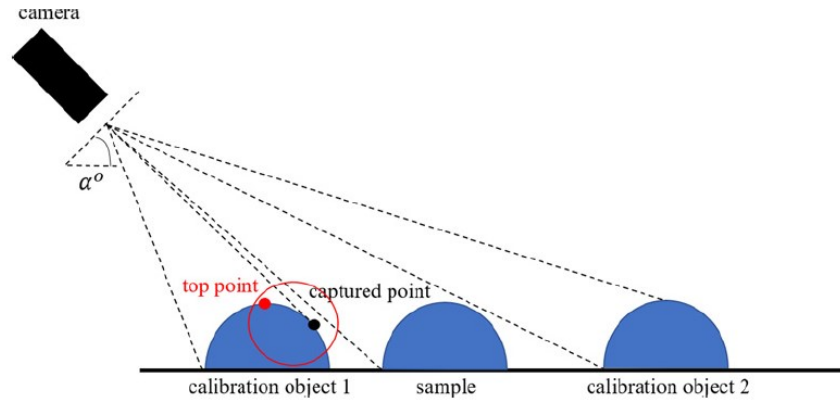 camera
α°
top point
captured point
calibration object 1
sample
calibration object 2